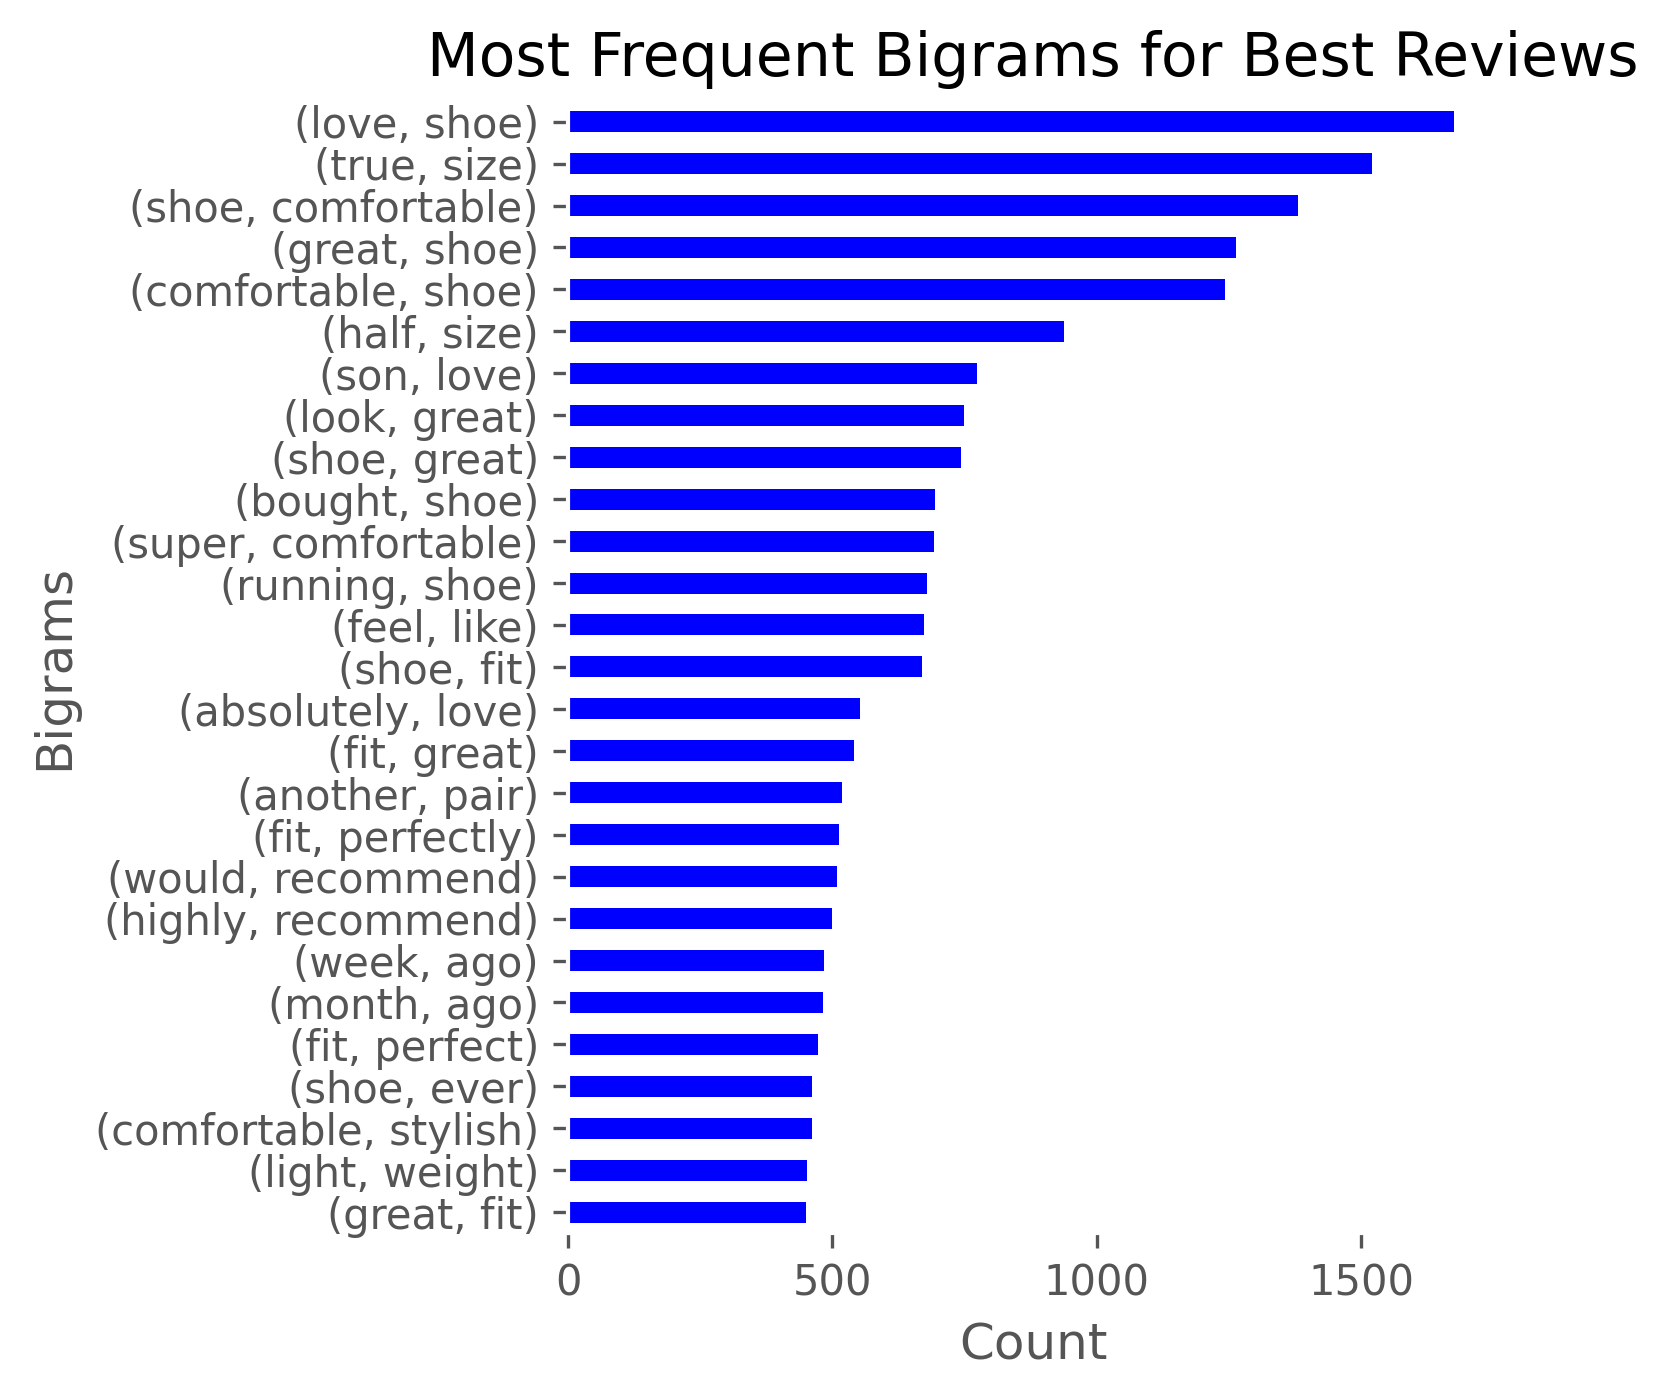 Most Frequent Bigrams for Best Reviews
(love, shoe)
(true, size)
(shoe, comfortable)
(great, shoe)
(comfortable, shoe)
(half, size)
(son, love)
(look, great)
(shoe, great)
(bought, shoe)
(super, comfortable)
(running, shoe)
(feel, like)
(shoe, fit)
(absolutely, love)
(fit, great)
(another, pair)
(fit, perfectly)
(would, recommend)
(highly, recommend)
(week, ago)
(month, ago)
(fit, perfect)
(shoe, ever)
(comfortable, stylish)
(light, weight)
(great, fit)
Bigrams
0 500 1000 1500
Count